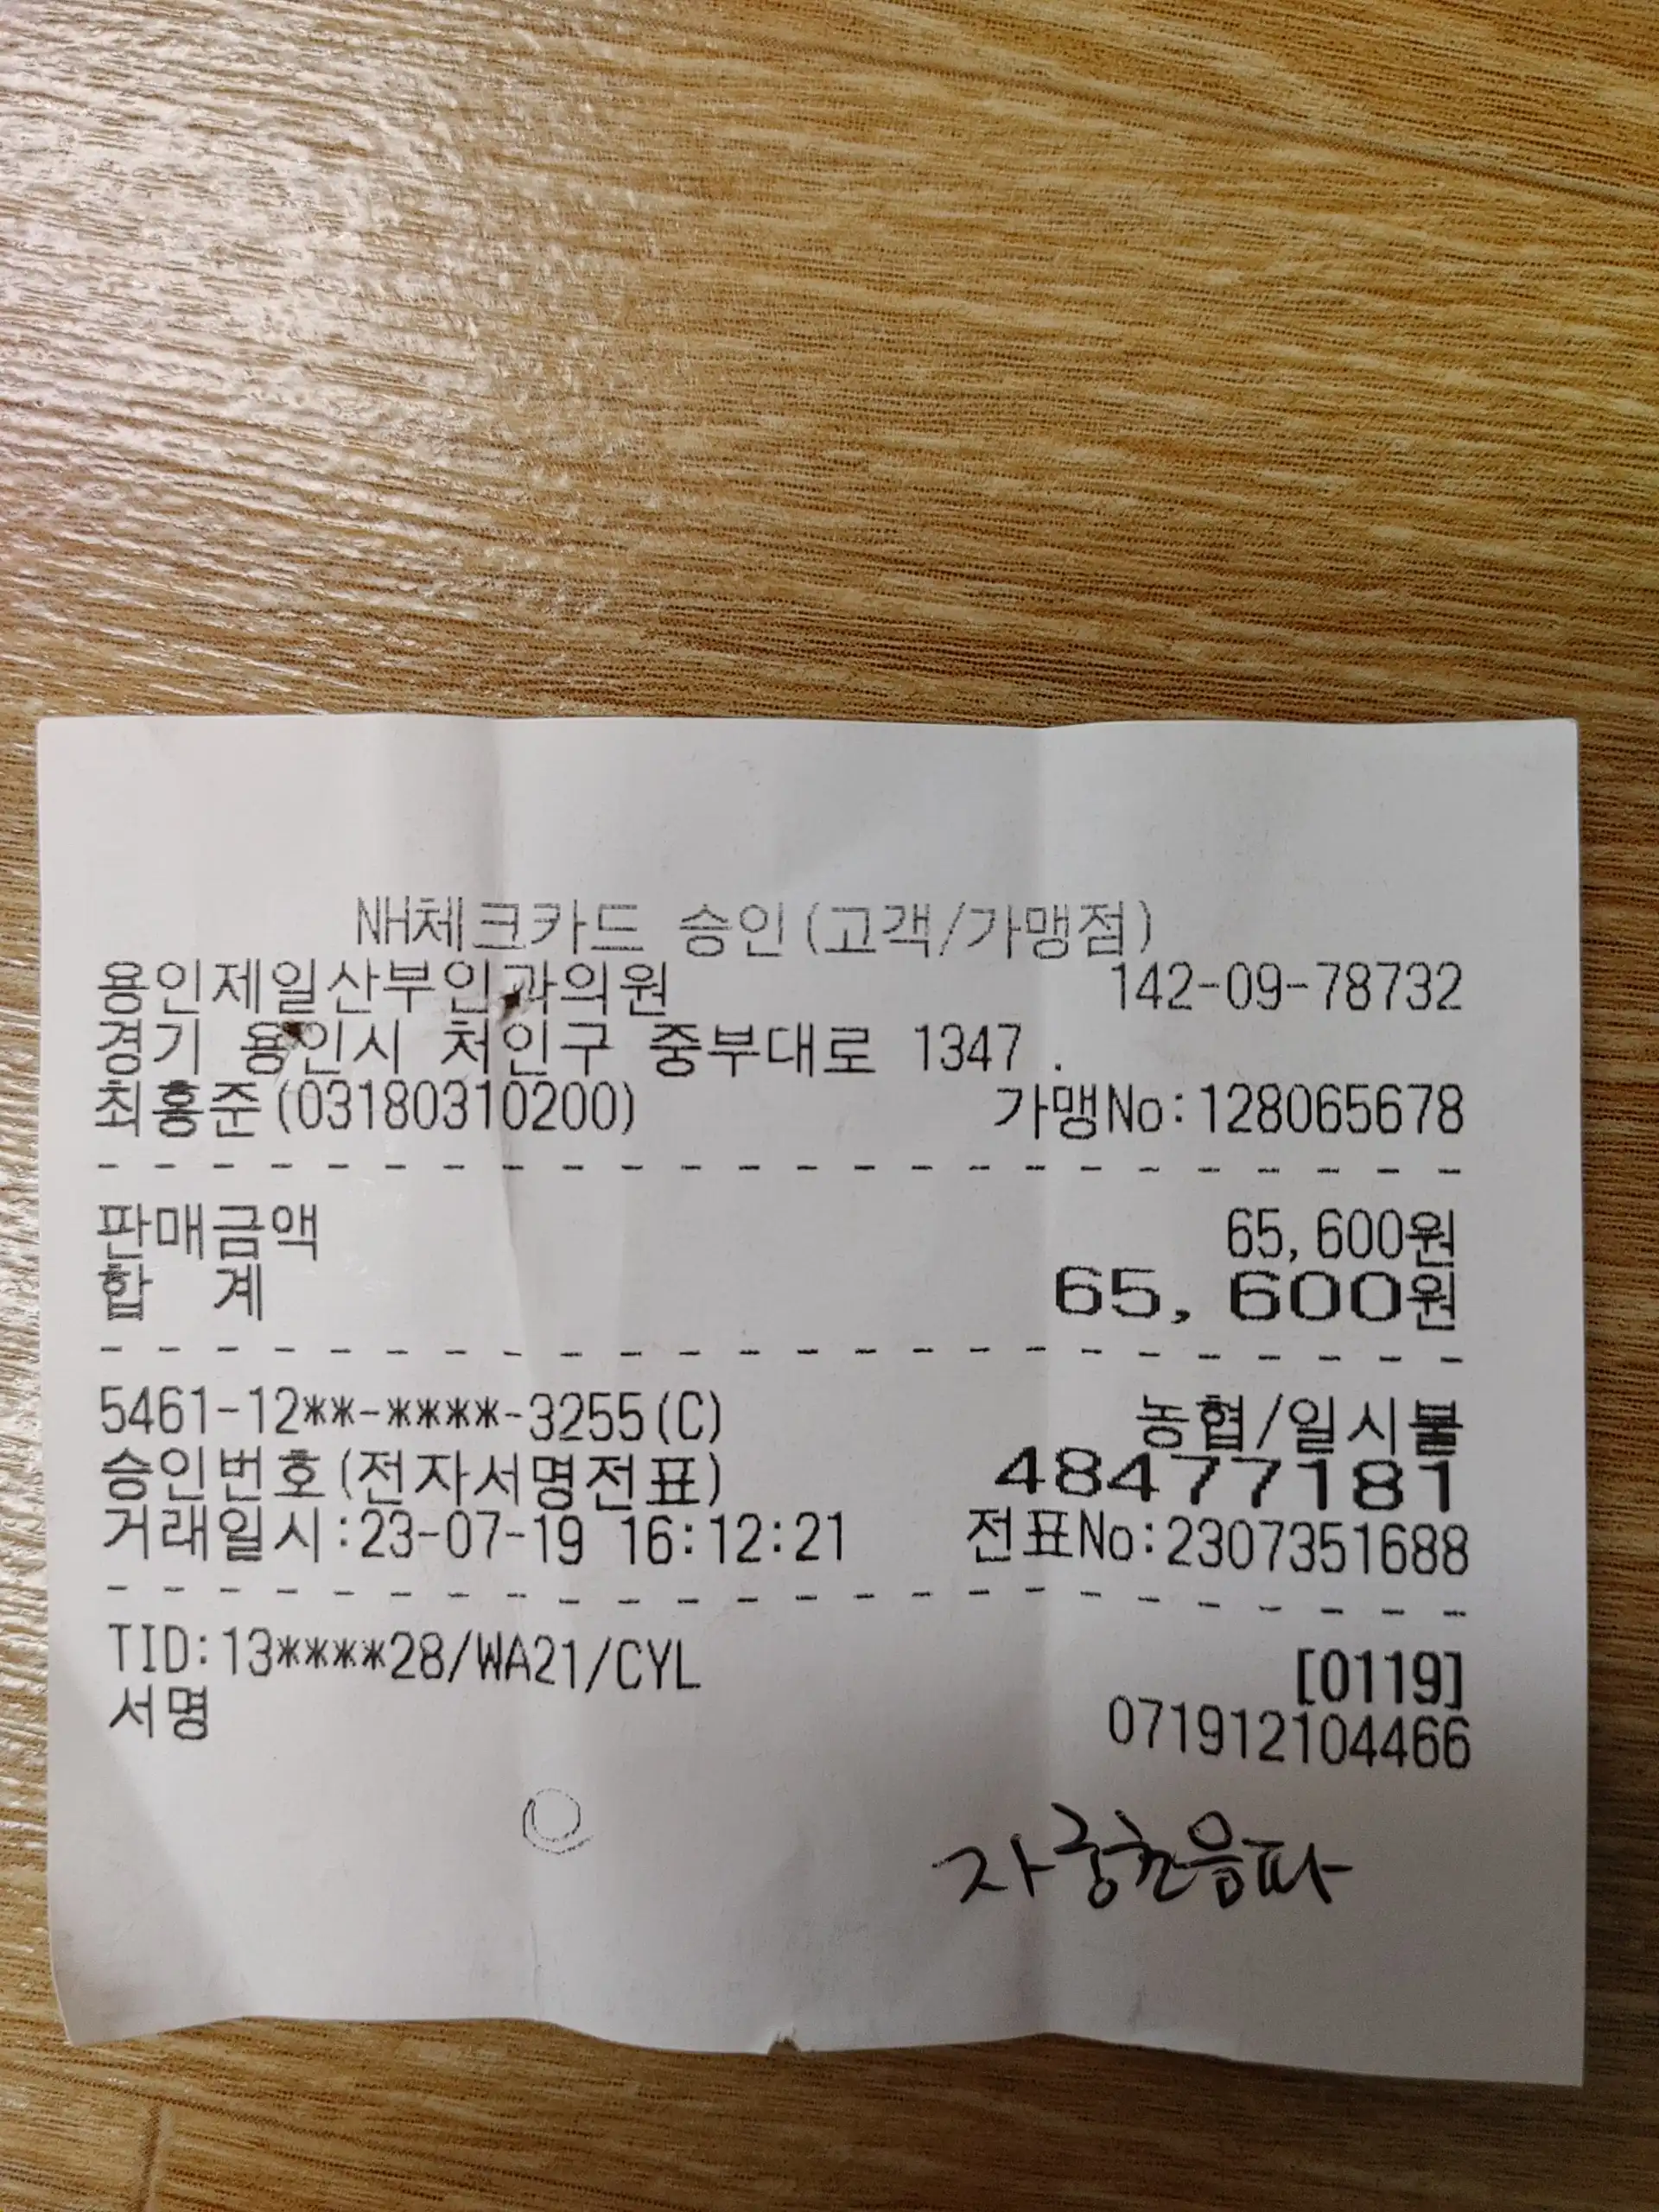 NH체크카드 승인(고객/가맹점)
용인제일산부인과의원 142-09-78732
경기 용인시 처인구 중부대로 1347 .
최홍준(03180310200) 가맹No:128065678
판매금액 65,600원
합 계 65,600원
5461-12**-****-3255(C) 농협/일시불
승인번호(전자서명전표) 48477181
거래일시:23-07-19 16:12:21 전표No:2307351688
TID:13****28/WA21/CYL [0119]
서명 071912104466
자궁초음파